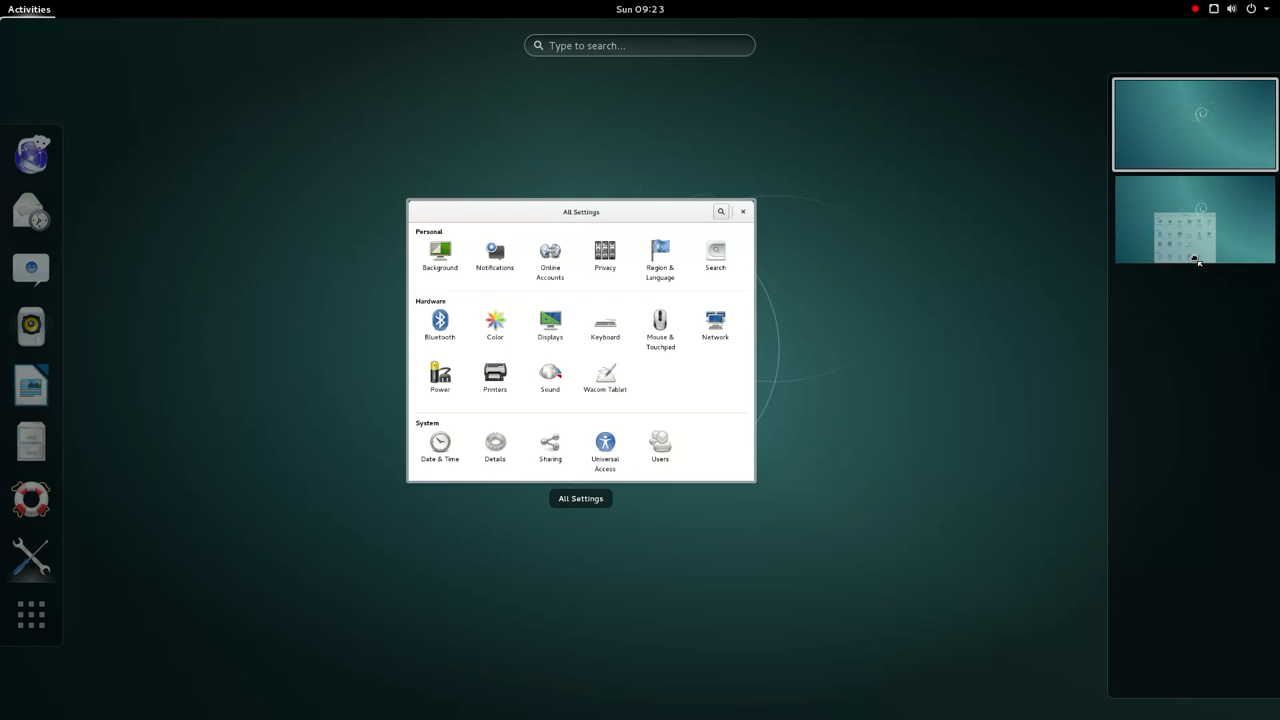 Activities
Sun 09:23
Type to search...
All Settings
Personal
Background
Notifications
Online
Accounts
Privacy
Region &
Language
Search
Hardware
Bluetooth
Color
Displays
Keyboard
Mouse &
Touchpad
Network
Power
Printers
Sound
Wacom Tablet
System
Date & Time
Details
Sharing
Universal
Access
Users
All Settings